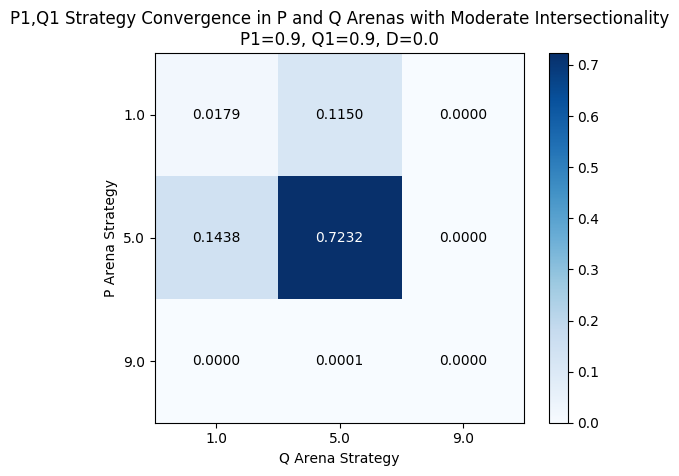 P1,Q1 Strategy Convergence in P and Q Arenas with Moderate Intersectionality
P1=0.9, Q1=0.9, D=0.0
P Arena Strategy
1.0
0.0179 0.1150 0.0000
5.0
0.1438 0.7232 0.0000
9.0
0.0000 0.0001 0.0000
1.0 5.0 9.0
Q Arena Strategy
0.7
0.6
0.5
0.4
0.3
0.2
0.1
0.0